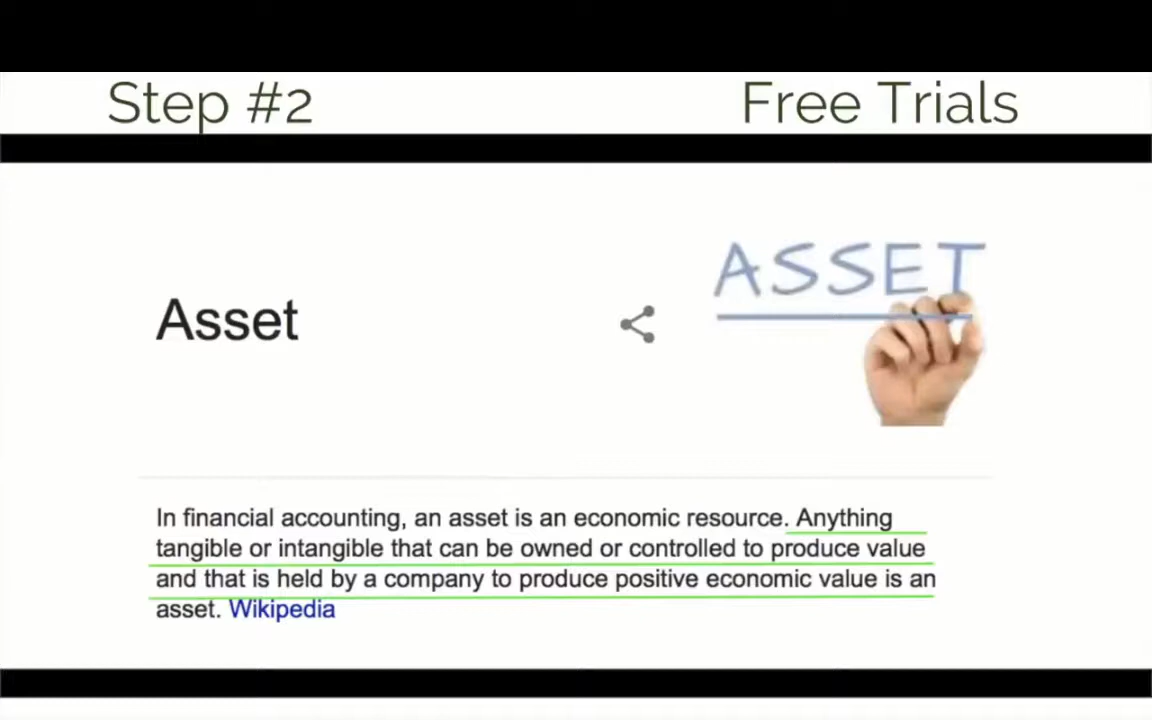 Step #2 Free Trials
ASSET
Asset
In financial accounting, an asset is an economic resource. Anything
tangible or intangible that can be owned or controlled to produce value
and that is held by a company to produce positive economic value is an
asset. Wikipedia